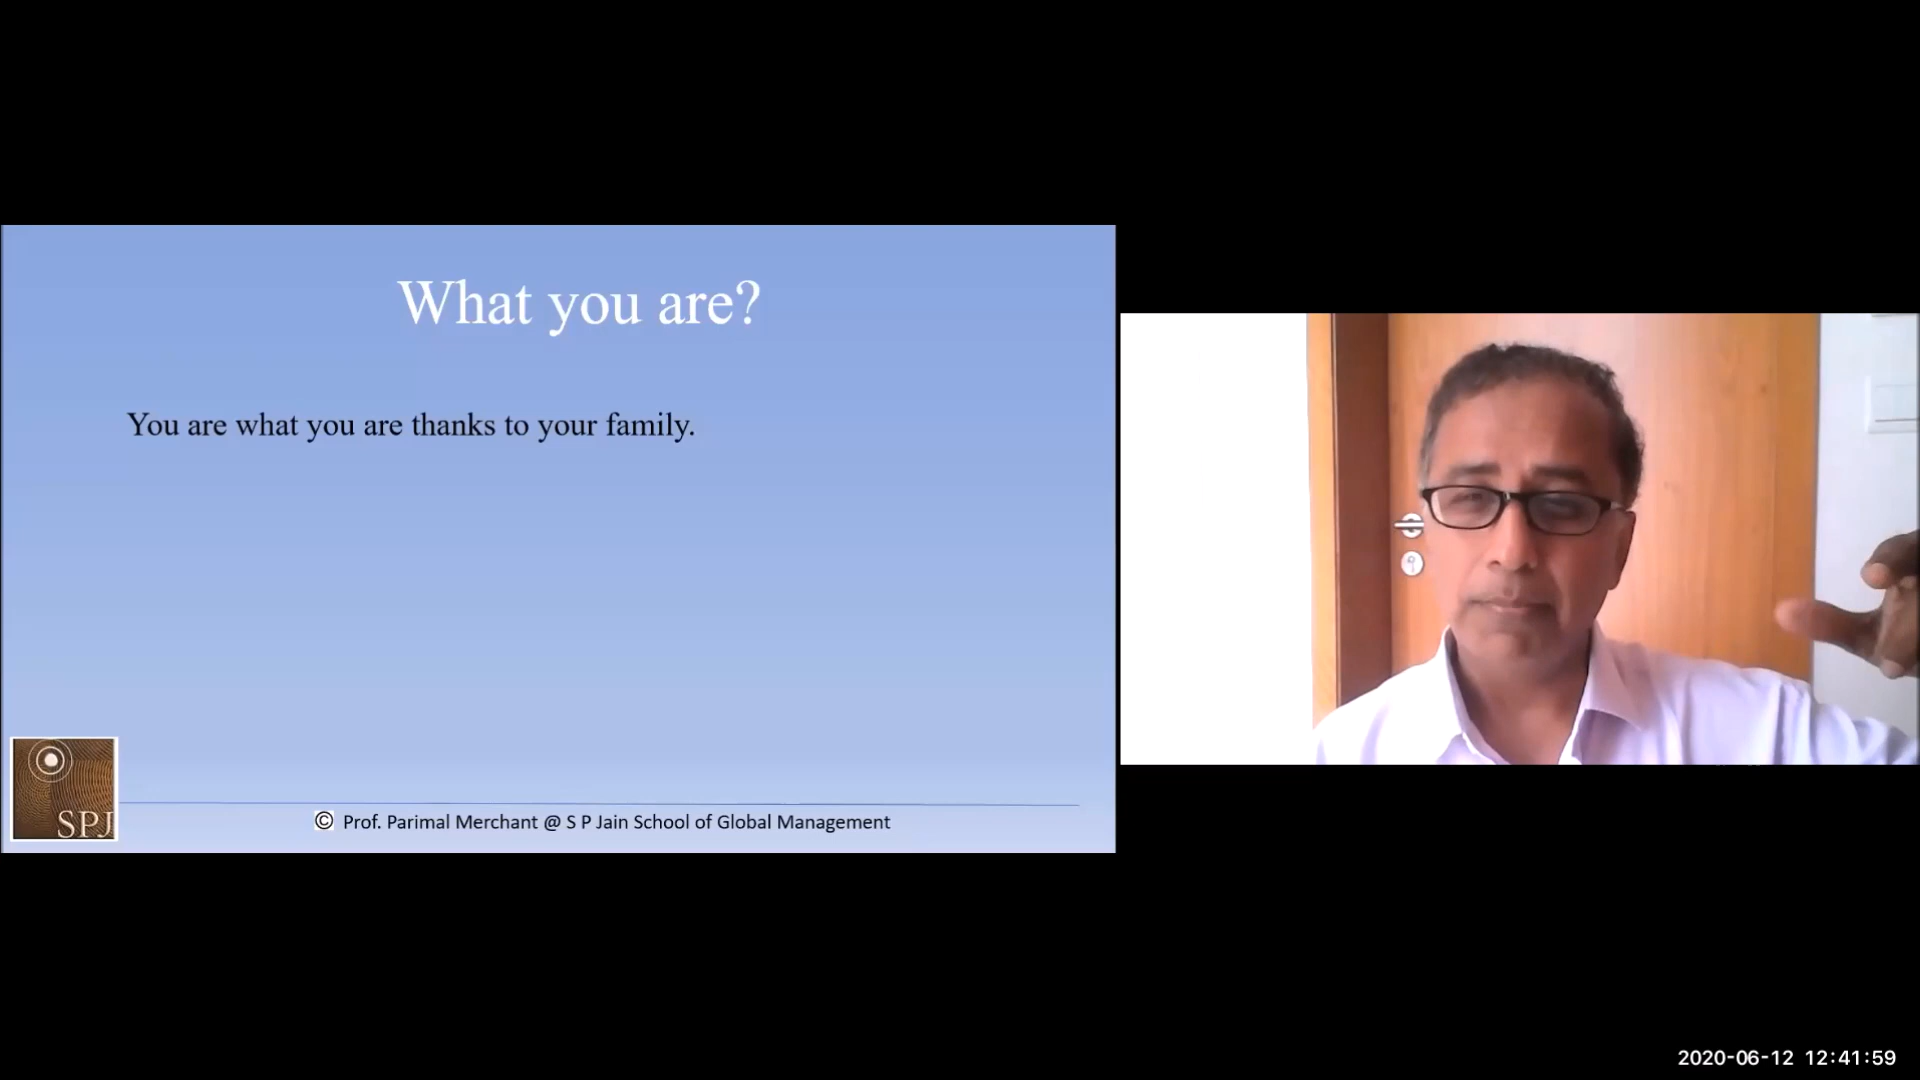 What you are?
You are what you are thanks to your family.
SPJ
© Prof. Parimal Merchant @ S P Jain School of Global Management
2020-06-12 12:41:59